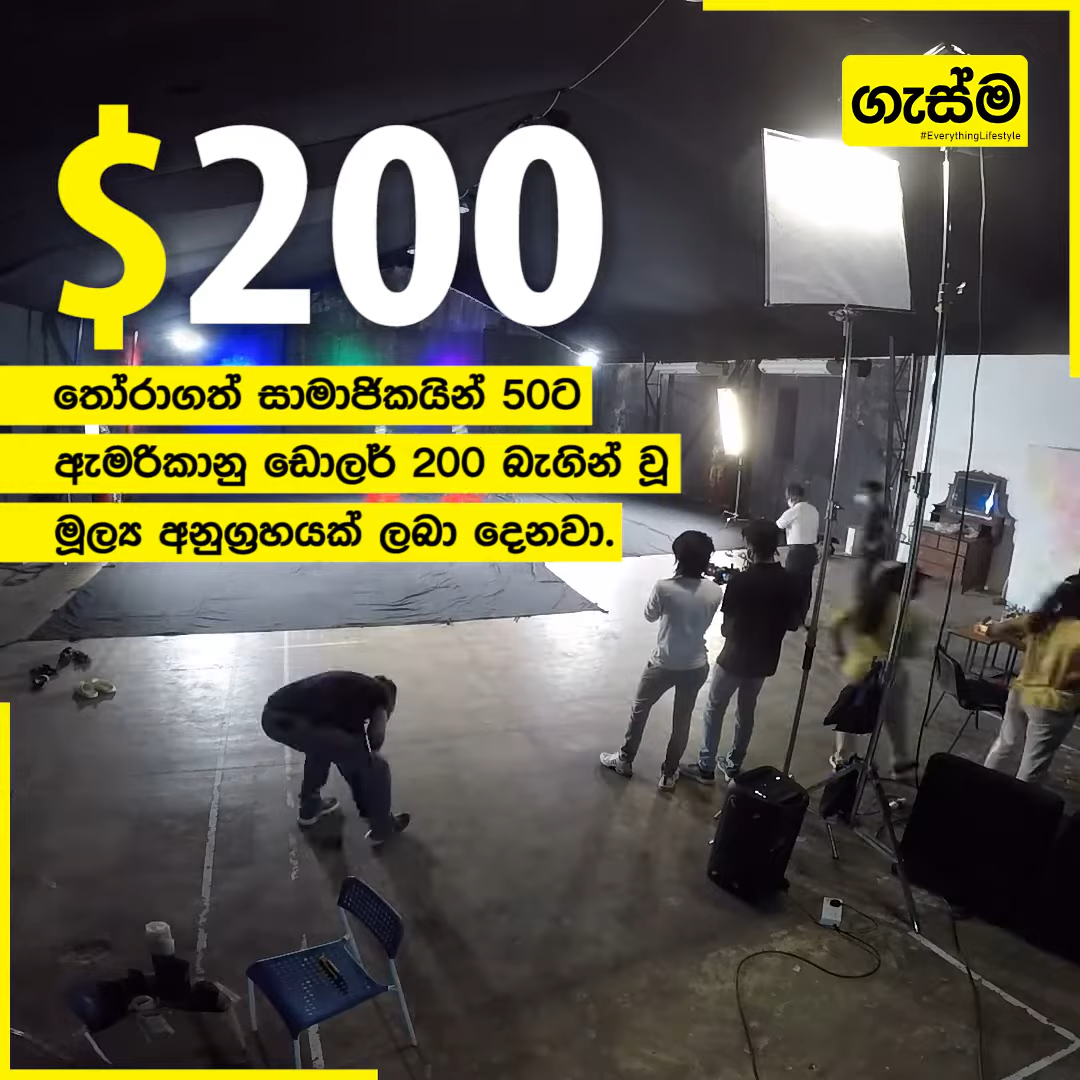 ගැස්ම
#EverythingLifestyle
$200
තෝරාගත් සාමාජිකයින් 50ට
ඇමරිකානු ඩොලර් 200 බැගින් වූ
මූල්‍ය අනුග්‍රහයක් ලබා දෙනවා.